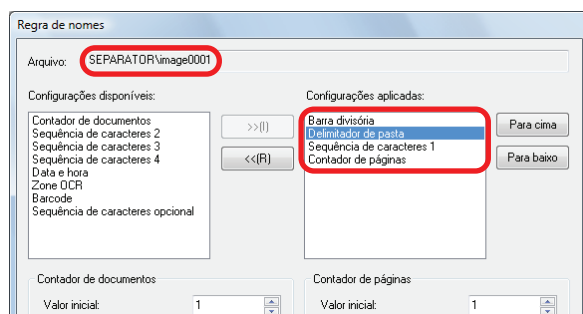 Regra de nomes
Arquivo: SEPARATOR\image0001
Configurações disponíveis:
Contador de documentos
Sequência de caracteres 2
Sequência de caracteres 3
Sequência de caracteres 4
Data e hora
Zone OCR
Barcode
Sequência de caracteres opcional
>>(I)
<<(R)
Configurações aplicadas:
Barra divisória
Delimitador de pasta
Sequência de caracteres 1
Contador de páginas
Para cima
Para baixo
Contador de documentos
Valor inicial: 1
Contador de páginas
Valor inicial: 1